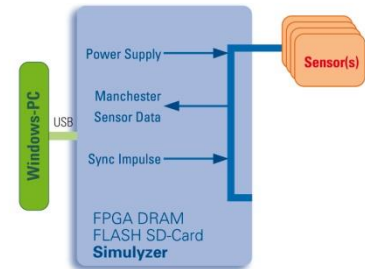 Power Supply
Sensor(s)
Manchester
Sensor Data
Windows-PC
USB
Sync Impulse
FPGA DRAM
FLASH SD-Card
Simulyzer